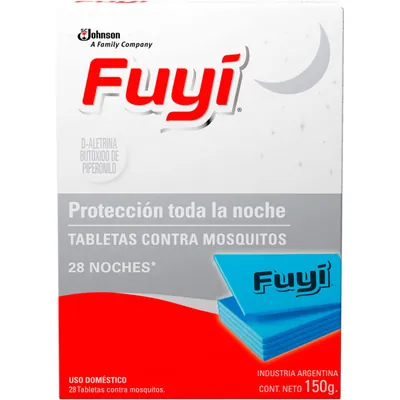 Johnson
A Family Company
Fuyí
D-ALETRINA
BUTÓXIDO DE
PIPERONILO
Protección toda la noche
TABLETAS CONTRA MOSQUITOS
28 NOCHES*
Fuyí
USO DOMÉSTICO
28 Tabletas contra mosquitos.
INDUSTRIA ARGENTINA
CONT. NETO 150g.